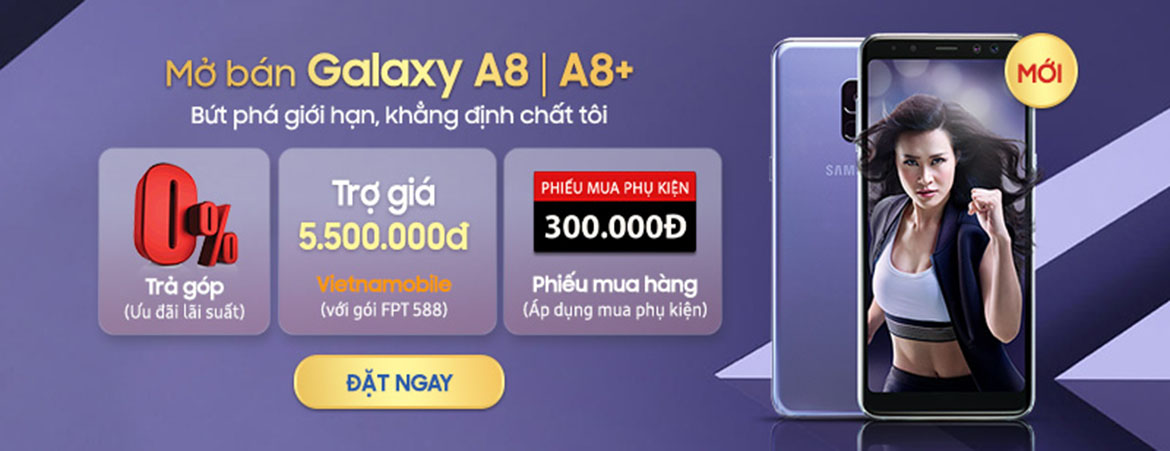 Mở bán Galaxy A8 | A8+
Bứt phá giới hạn, khẳng định chất tôi
0%
Trả góp
(Ưu đãi lãi suất)
Trợ giá
5.500.000đ
Vietnamobile
(với gói FPT 588)
PHIẾU MUA PHỤ KIỆN
300.000Đ
Phiếu mua hàng
(Áp dụng mua phụ kiện)
ĐẶT NGAY
SAM
MỚI